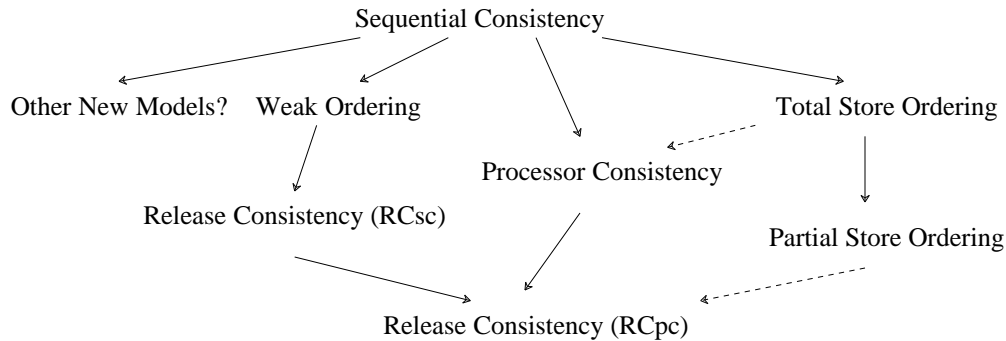 Sequential Consistency
Other New Models?
Weak Ordering
Total Store Ordering
Processor Consistency
Release Consistency (RCsc)
Partial Store Ordering
Release Consistency (RCpc)